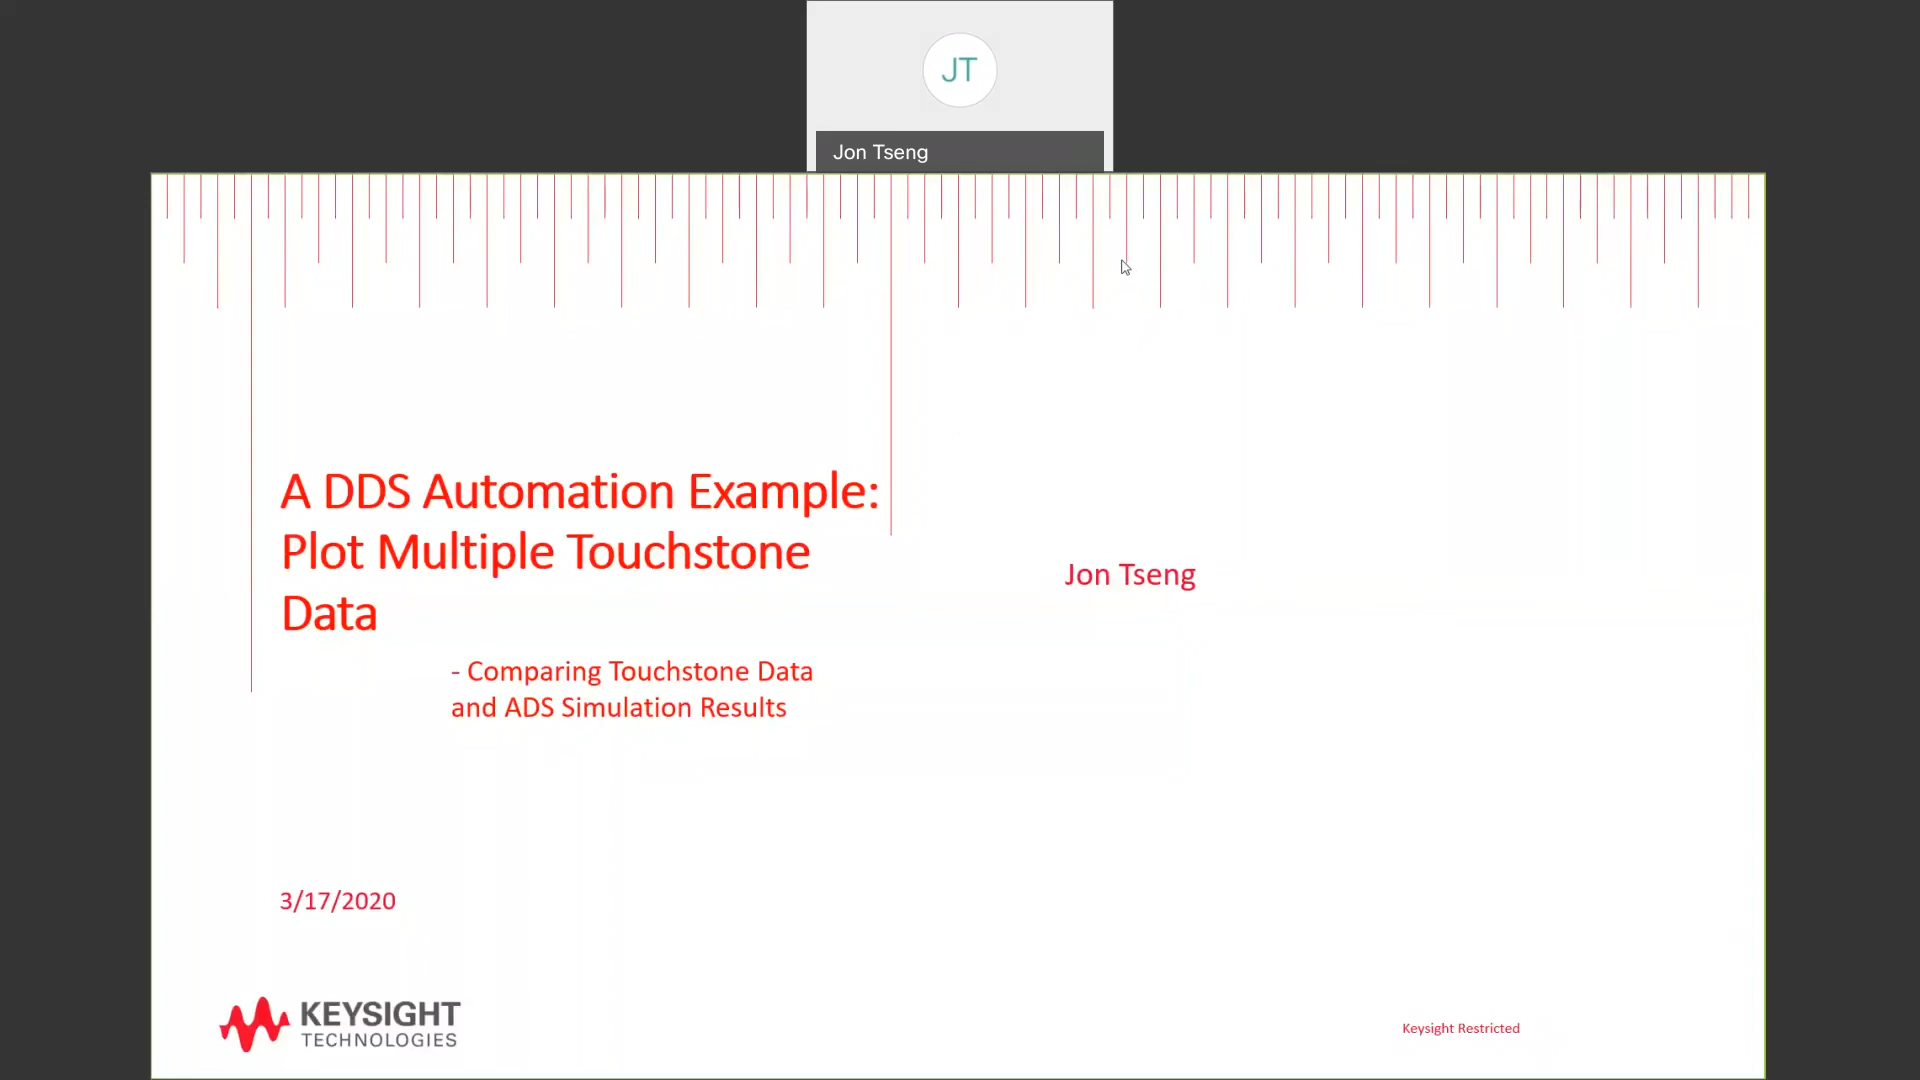 JT
Jon Tseng
A DDS Automation Example:
Plot Multiple Touchstone
Data
Jon Tseng
- Comparing Touchstone Data
and ADS Simulation Results
3/17/2020
KEYSIGHT
TECHNOLOGIES
Keysight Restricted